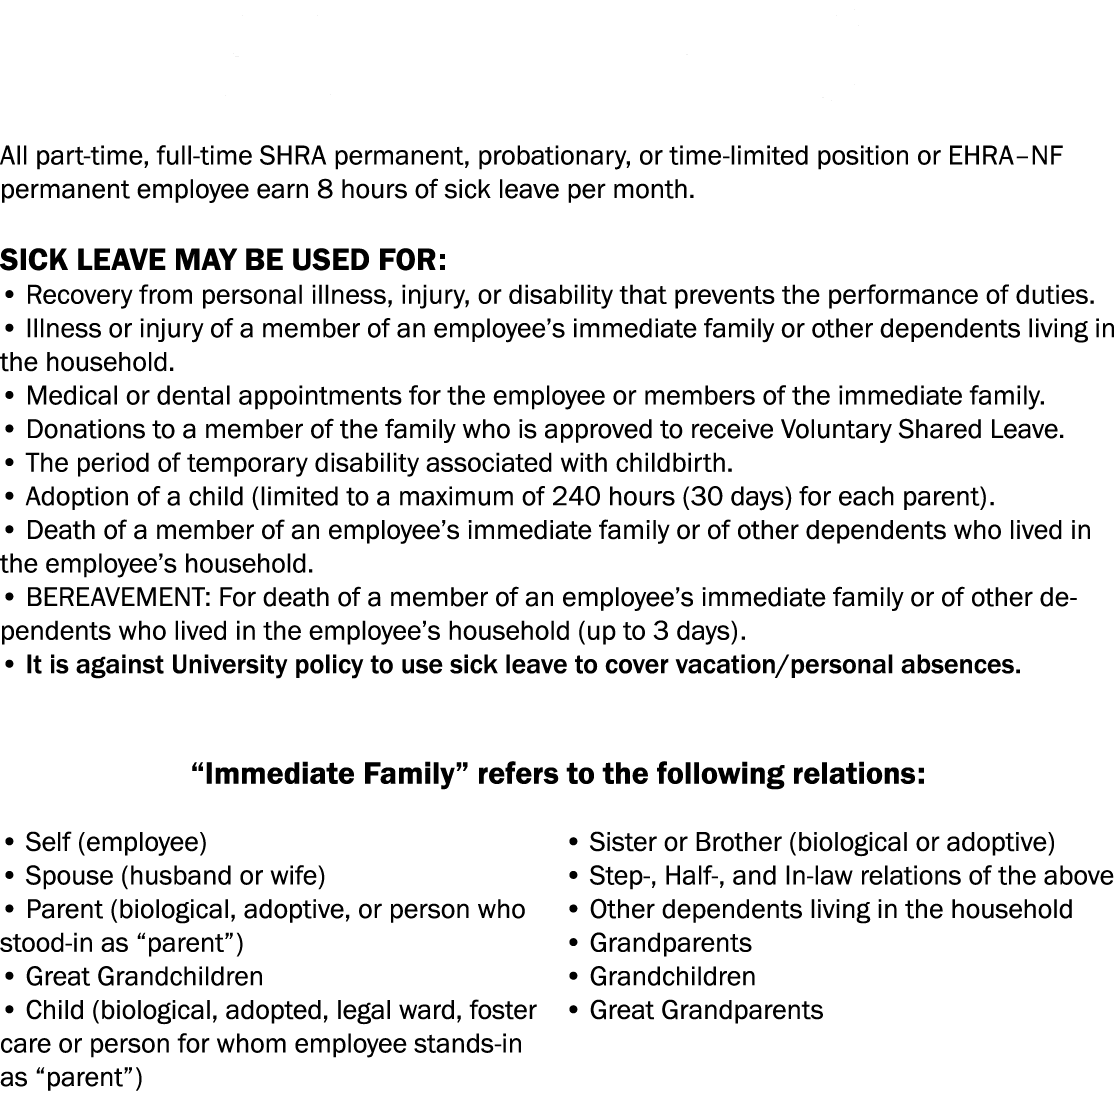 All part-time, full-time SHRA permanent, probationary, or time-limited position or EHRA–NF
permanent employee earn 8 hours of sick leave per month.
SICK LEAVE MAY BE USED FOR:
• Recovery from personal illness, injury, or disability that prevents the performance of duties.
• Illness or injury of a member of an employee’s immediate family or other dependents living in
the household.
• Medical or dental appointments for the employee or members of the immediate family.
• Donations to a member of the family who is approved to receive Voluntary Shared Leave.
• The period of temporary disability associated with childbirth.
• Adoption of a child (limited to a maximum of 240 hours (30 days) for each parent).
• Death of a member of an employee’s immediate family or of other dependents who lived in
the employee’s household.
• BEREAVEMENT: For death of a member of an employee’s immediate family or of other de-
pendents who lived in the employee’s household (up to 3 days).
• It is against University policy to use sick leave to cover vacation/personal absences.
“Immediate Family” refers to the following relations:
• Self (employee)
• Spouse (husband or wife)
• Parent (biological, adoptive, or person who
stood-in as “parent”)
• Great Grandchildren
• Child (biological, adopted, legal ward, foster
care or person for whom employee stands-in
as “parent”)
• Sister or Brother (biological or adoptive)
• Step-, Half-, and In-law relations of the above
• Other dependents living in the household
• Grandparents
• Grandchildren
• Great Grandparents